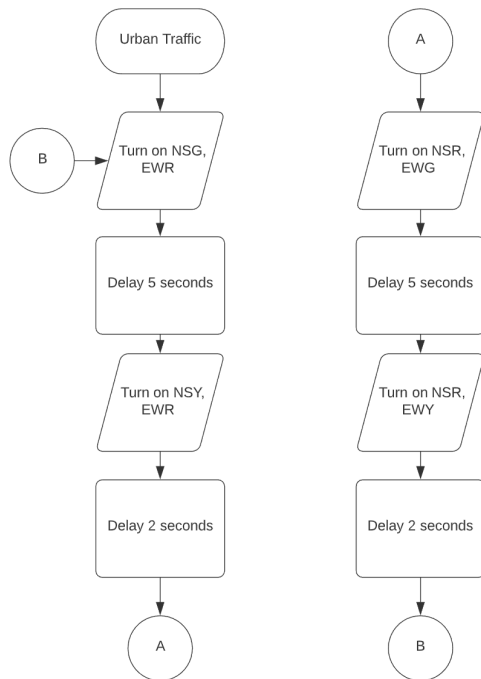 Urban Traffic
B
Turn on NSG,
EWR
Delay 5 seconds
Turn on NSY,
EWR
Delay 2 seconds
A
A
Turn on NSR,
EWG
Delay 5 seconds
Turn on NSR,
EWY
Delay 2 seconds
B